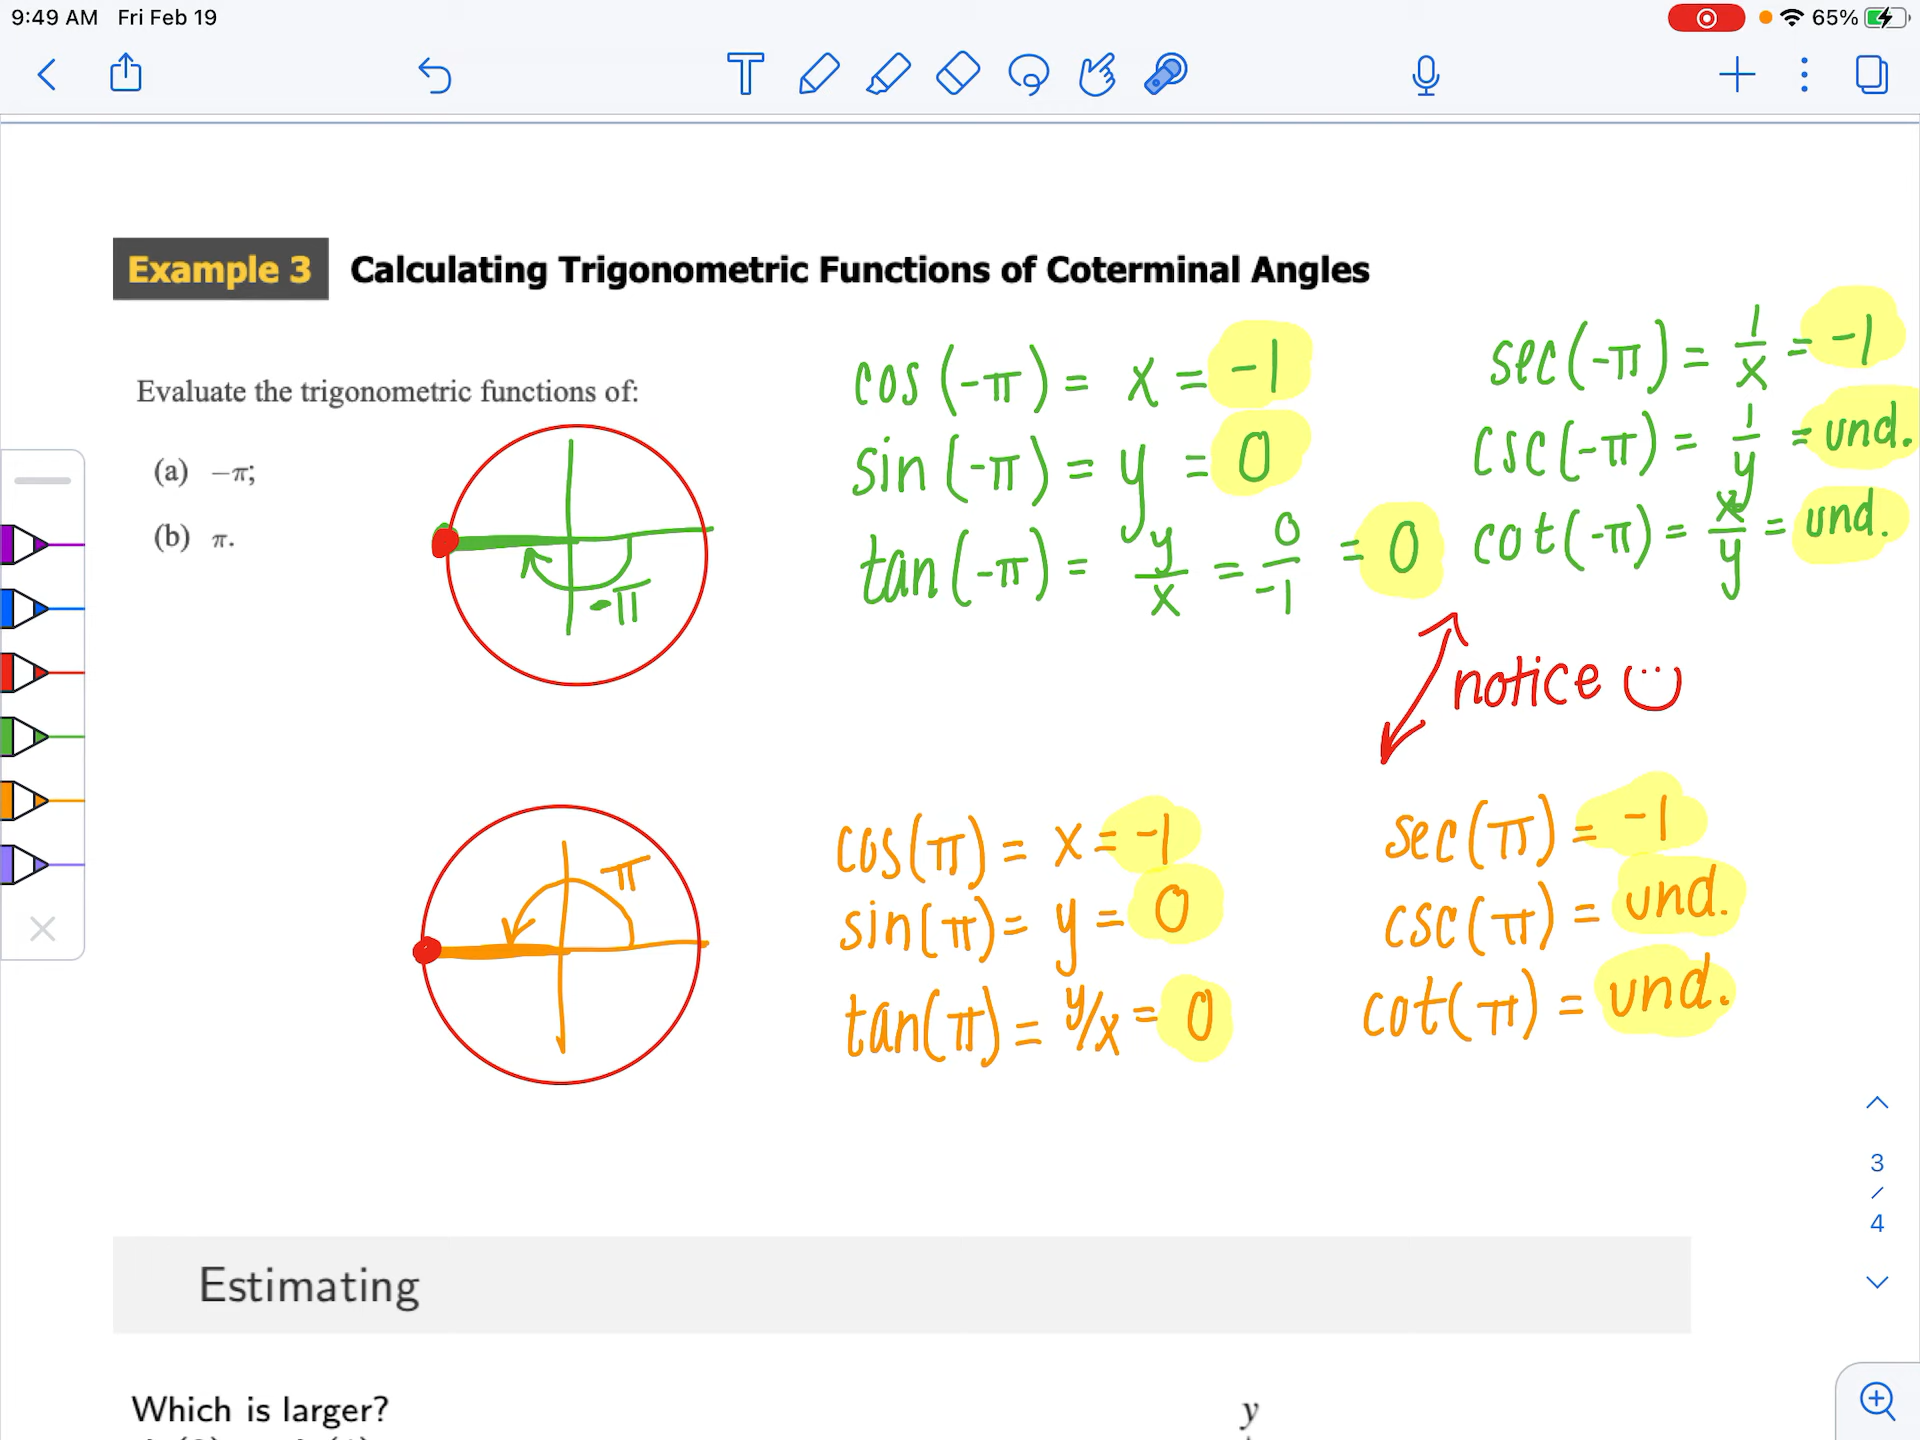 9:49 AM Fri Feb 19
65%
Example 3 Calculating Trigonometric Functions of Coterminal Angles
Evaluate the trigonometric functions of:
(a) −π;
(b) π.
-π
cos(-π) = x = -1
sin(-π) = y = 0
tan(-π) = y/x = 0/-1 = 0
sec(-π) = 1/x = -1
csc(-π) = 1/y = und.
cot(-π) = x/y = und.
notice
π
cos(π) = x = -1
sin(π) = y = 0
tan(π) = y/x = 0
sec(π) = -1
csc(π) = und.
cot(π) = und.
3
/
4
Estimating
Which is larger?
y